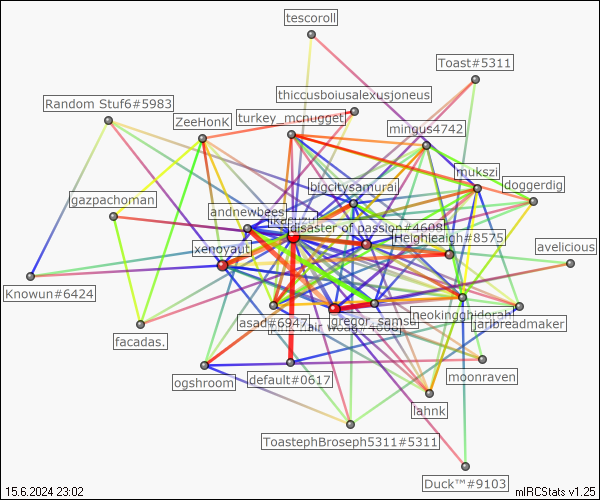 tescoroll
Toast#5311
thiccusboiusalexusjoneus
Random Stuf6#5983
ZeeHonK
turkey_mcnugget
mingus4742
mukszi
bigcitysamurai
doggerdig
gazpachoman
andnewbees
disaster of passion#4608
Heighleaigh#8575
xenoyaut
avelicious
Knowun#6424
neokingghidorah
asad#6947
gregor_samsa
jaribreadmaker
facadas.
moonraven
ogshroom
default#0617
lahnk
ToastephBroseph5311#5311
Duck™#9103
15.6.2024 23:02
mIRCStats v1.25